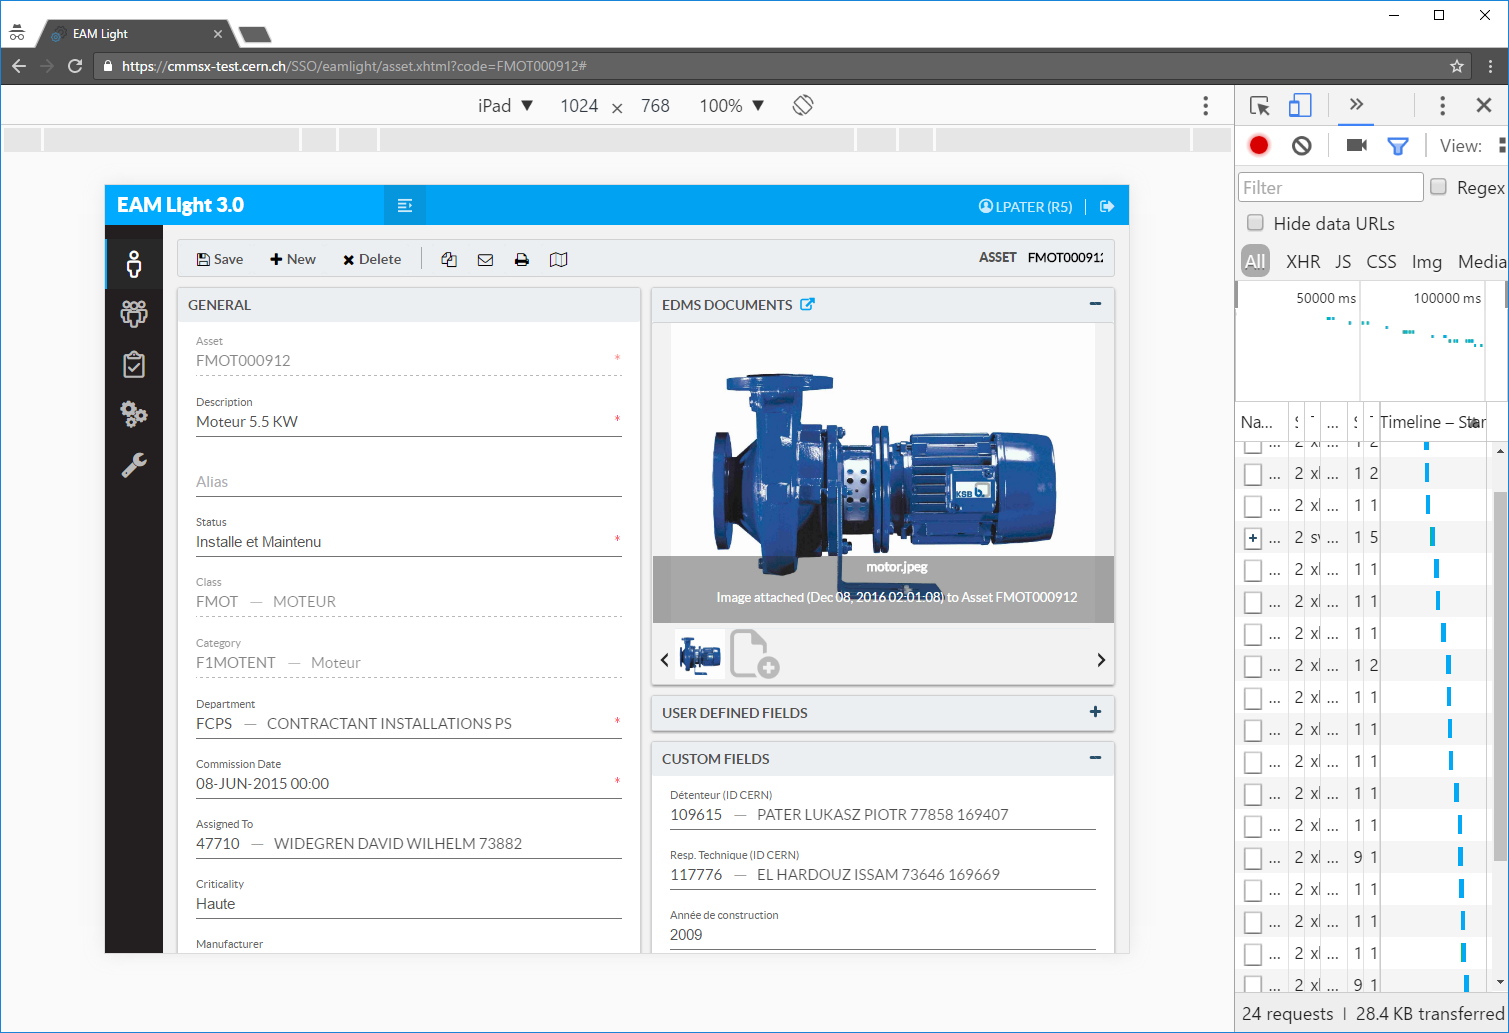 EAM Light
https://cmmsx-test.cern.ch/SSO/eamlight/asset.xhtml?code=FMOT000912#
iPad ▼ 1024 × 768 100% ▼
View:
Filter
Regex
Hide data URLs
All XHR JS CSS Img Media
50000 ms 100000 ms
Na... Timeline –
24 requests | 28.4 KB transferred
EAM Light 3.0
LPATER (R5)
Save New Delete
ASSET FMOT000912
GENERAL
Asset
FMOT000912 *
Description
Moteur 5.5 KW *
Alias
Status
Installe et Maintenu *
Class
FMOT — MOTEUR
Category
F1MOTENT — Moteur
Department
FCPS — CONTRACTANT INSTALLATIONS PS *
Commission Date
08-JUN-2015 00:00 *
Assigned To
47710 — WIDEGREN DAVID WILHELM 73882
Criticality
Haute
Manufacturer
EDMS DOCUMENTS
KSB b.
motor.jpeg
Image attached (Dec 08, 2016 02:01:08) to Asset FMOT000912
USER DEFINED FIELDS
CUSTOM FIELDS
Détenteur (ID CERN)
109615 — PATER LUKASZ PIOTR 77858 169407
Resp. Technique (ID CERN)
117776 — EL HARDOUZ ISSAM 73646 169669
Année de construction
2009